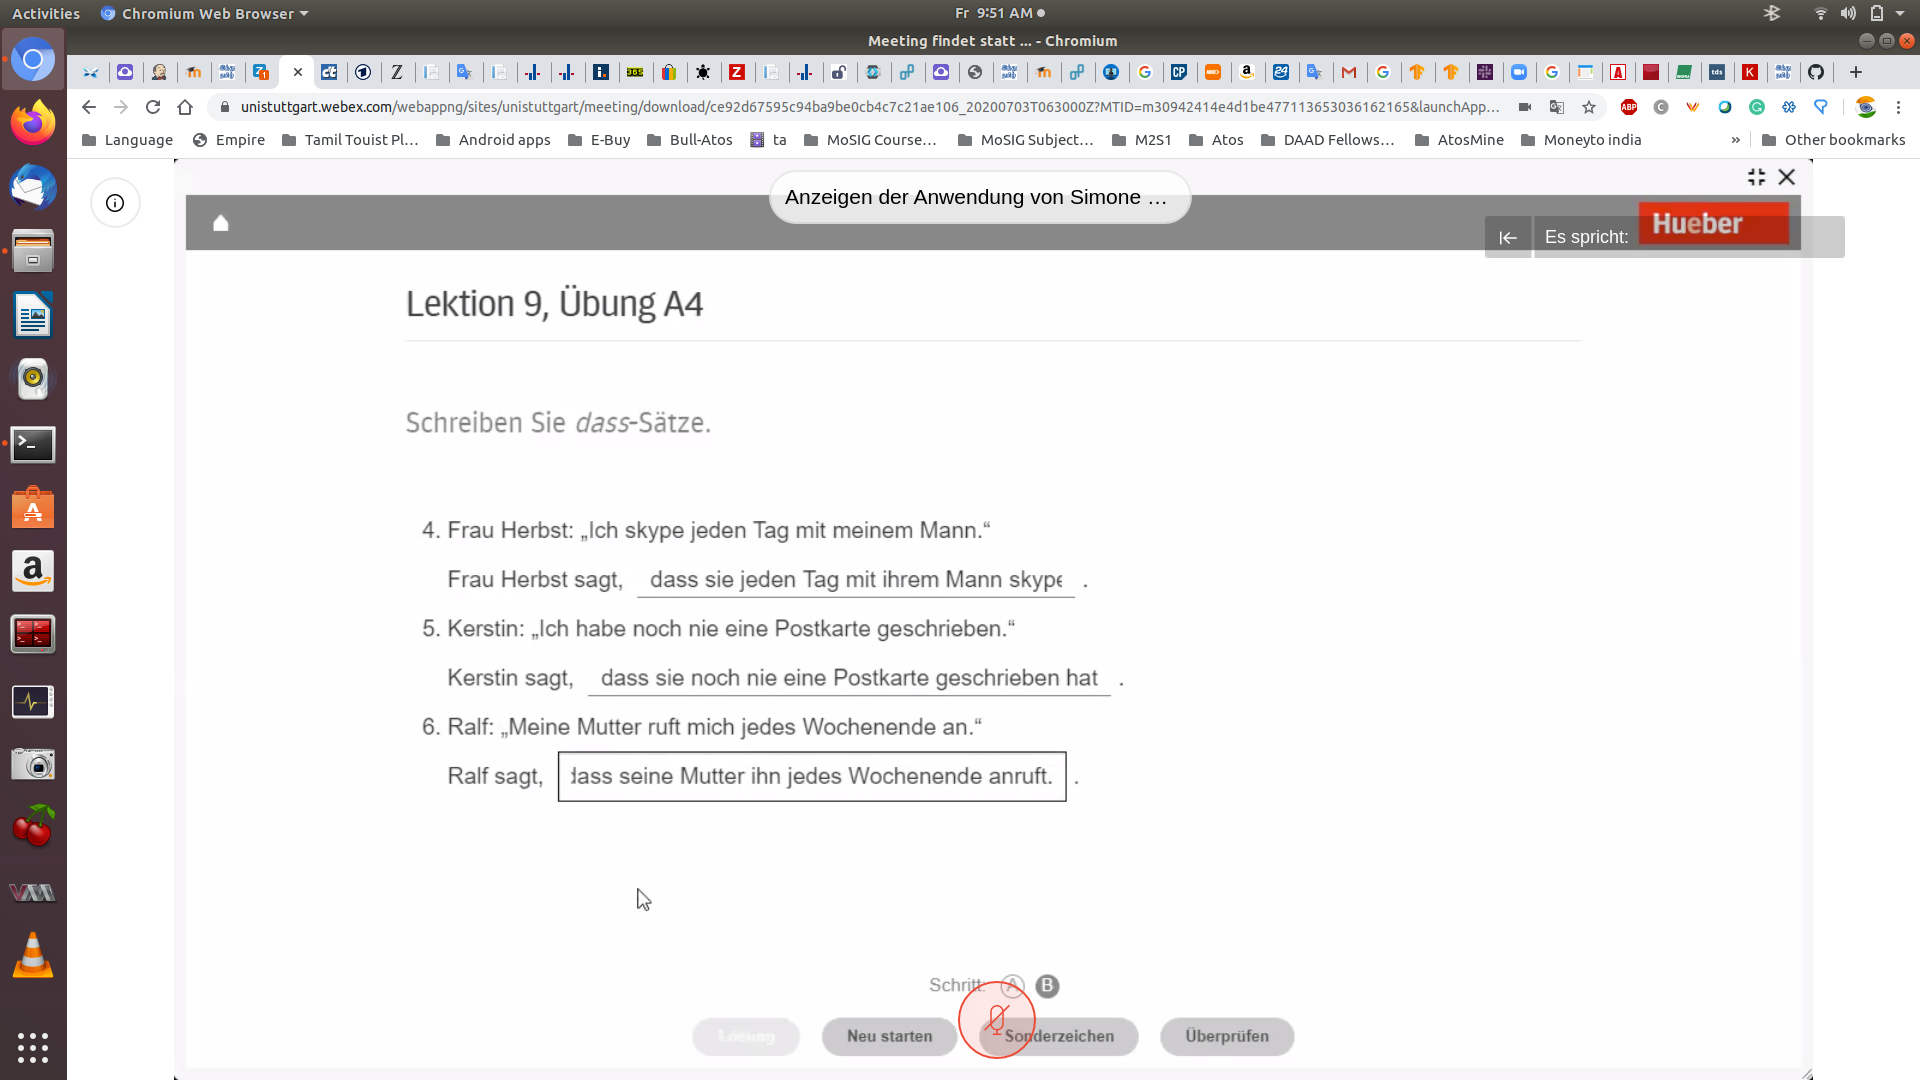 Activities Chromium Web Browser Fr 9:51 AM
Meeting findet statt ... - Chromium
unistuttgart.webex.com/webappng/sites/unistuttgart/meeting/download/ce92d67595c94ba9be0cb4c7c21ae106_20200703T063000Z?MTID=m30942414e4d1be477113653036162165&launchApp...
Language Empire Tamil Touist Pl... Android apps E-Buy Bull-Atos ta MoSIG Course... MoSIG Subject... M2S1 Atos DAAD Fellows... AtosMine Moneyto india » Other bookmarks
Anzeigen der Anwendung von Simone ...
Hueber
Es spricht:
Lektion 9, Übung A4
Schreiben Sie dass-Sätze.
4. Frau Herbst: „Ich skype jeden Tag mit meinem Mann.“
Frau Herbst sagt, dass sie jeden Tag mit ihrem Mann skype .
5. Kerstin: „Ich habe noch nie eine Postkarte geschrieben.“
Kerstin sagt, dass sie noch nie eine Postkarte geschrieben hat .
6. Ralf: „Meine Mutter ruft mich jedes Wochenende an.“
Ralf sagt, dass seine Mutter ihn jedes Wochenende anruft. .
Schritt: A B
Lösung Neu starten Sonderzeichen Überprüfen